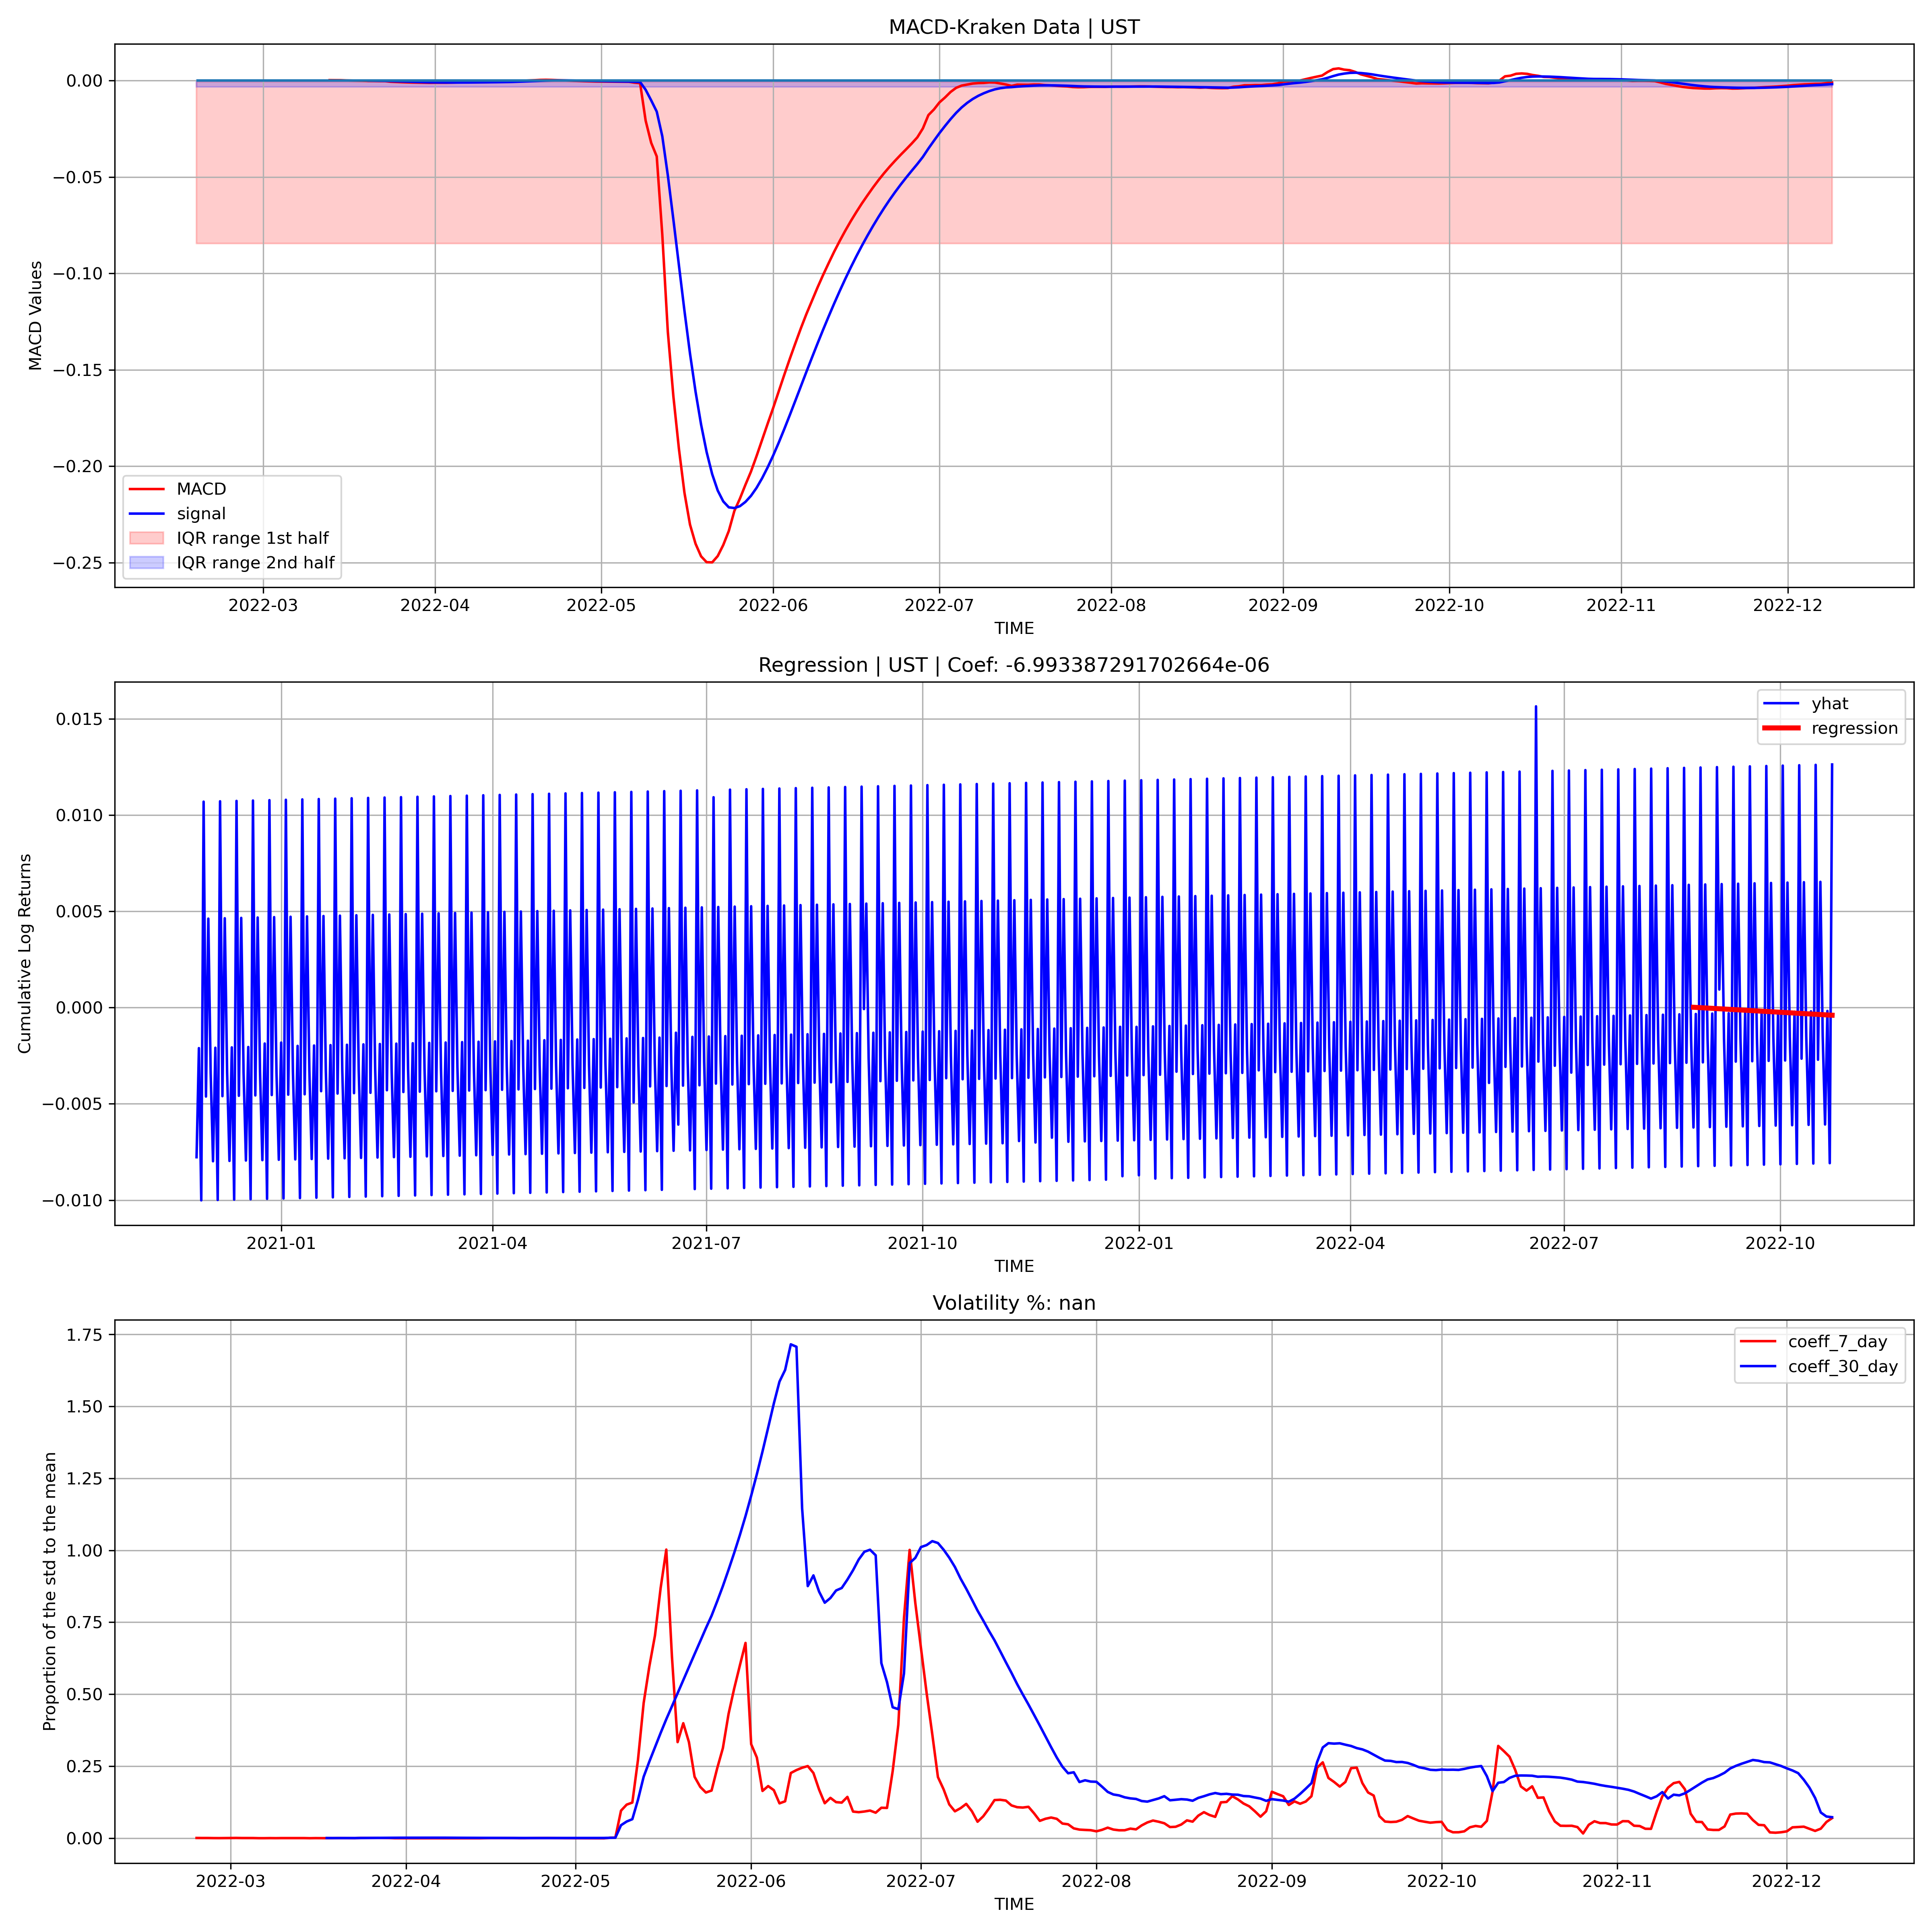 MACD-Kraken Data | UST
MACD Values
0.00
−0.05
−0.10
−0.15
−0.20
−0.25
MACD
signal
IQR range 1st half
IQR range 2nd half
2022-03 2022-04 2022-05 2022-06 2022-07 2022-08 2022-09 2022-10 2022-11 2022-12
TIME
Regression | UST | Coef: -6.993387291702664e-06
Cumulative Log Returns
0.015
0.010
0.005
0.000
−0.005
−0.010
yhat
regression
2021-01 2021-04 2021-07 2021-10 2022-01 2022-04 2022-07 2022-10
TIME
Volatility %: nan
Proportion of the std to the mean
1.75
1.50
1.25
1.00
0.75
0.50
0.25
0.00
coeff_7_day
coeff_30_day
2022-03 2022-04 2022-05 2022-06 2022-07 2022-08 2022-09 2022-10 2022-11 2022-12
TIME